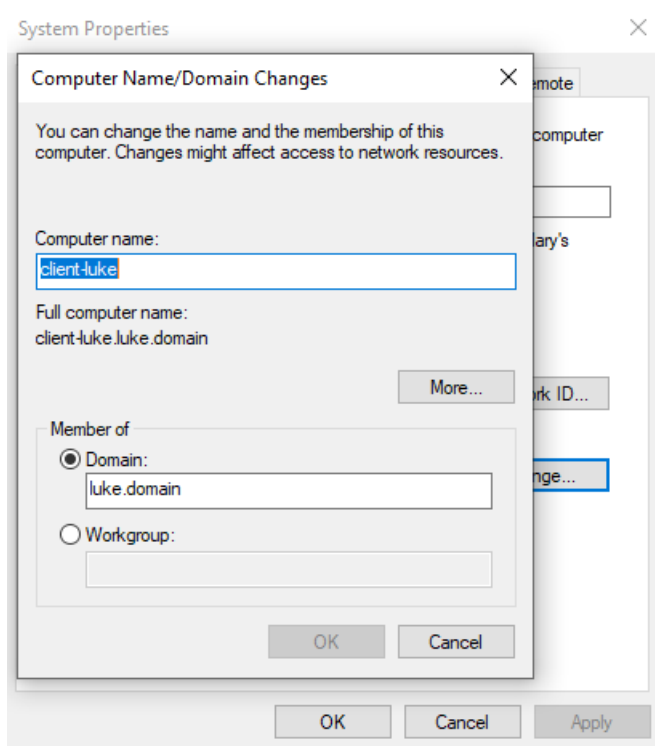 System Properties
Computer Name/Domain Changes
emote
You can change the name and the membership of this
computer. Changes might affect access to network resources.
computer
Computer name:
lary's
client-luke
Full computer name:
client-luke.luke.domain
More...
ork ID...
Member of
Domain:
luke.domain
nge...
Workgroup:
OK
Cancel
OK
Cancel
Apply